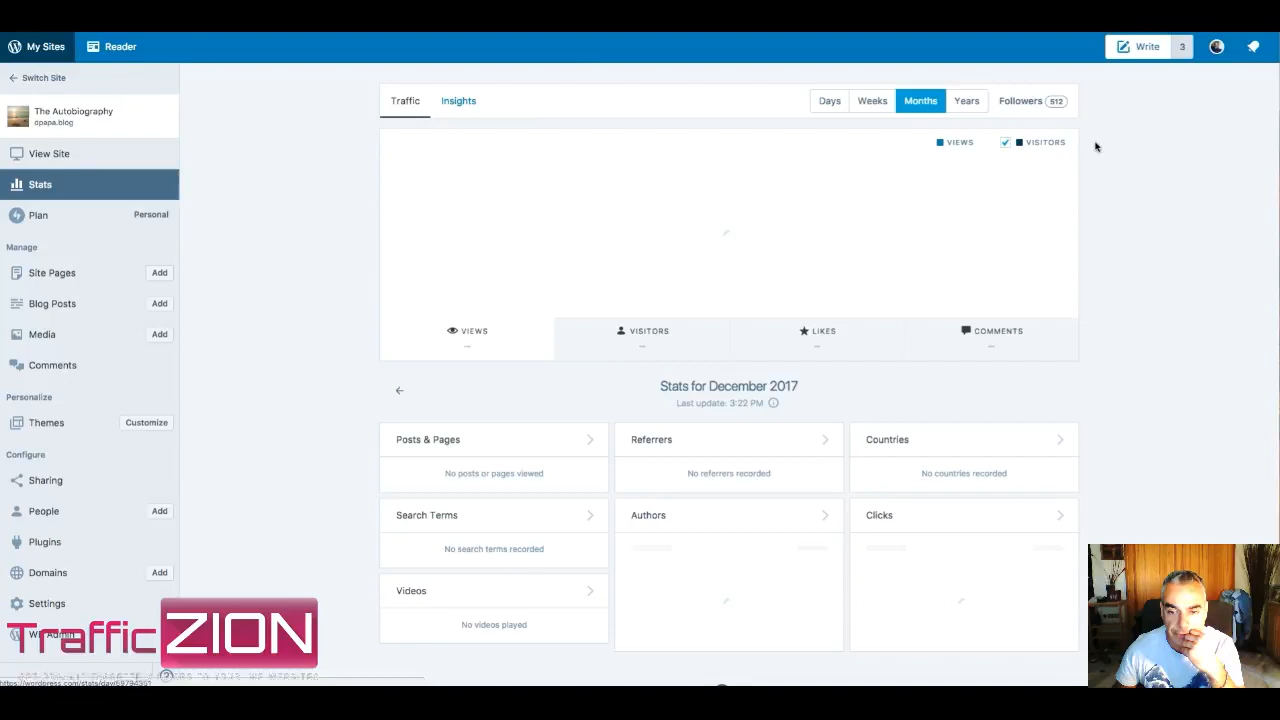 My Sites
Reader
Write
3
Switch Site
The Autobiography
opapa.blog
View Site
Stats
Plan
Personal
Manage
Site Pages
Add
Blog Posts
Add
Media
Add
Comments
Personalize
Themes
Customize
Configure
Sharing
People
Add
Plugins
Domains
Add
Settings
TrafficZION
Traffic
Insights
Days
Weeks
Months
Years
Followers 512
VIEWS
VISITORS
VIEWS
VISITORS
LIKES
COMMENTS
Stats for December 2017
Last update: 3:22 PM
Posts & Pages
No posts or pages viewed
Referrers
No referrers recorded
Countries
No countries recorded
Search Terms
No search terms recorded
Authors
Clicks
Videos
No videos played